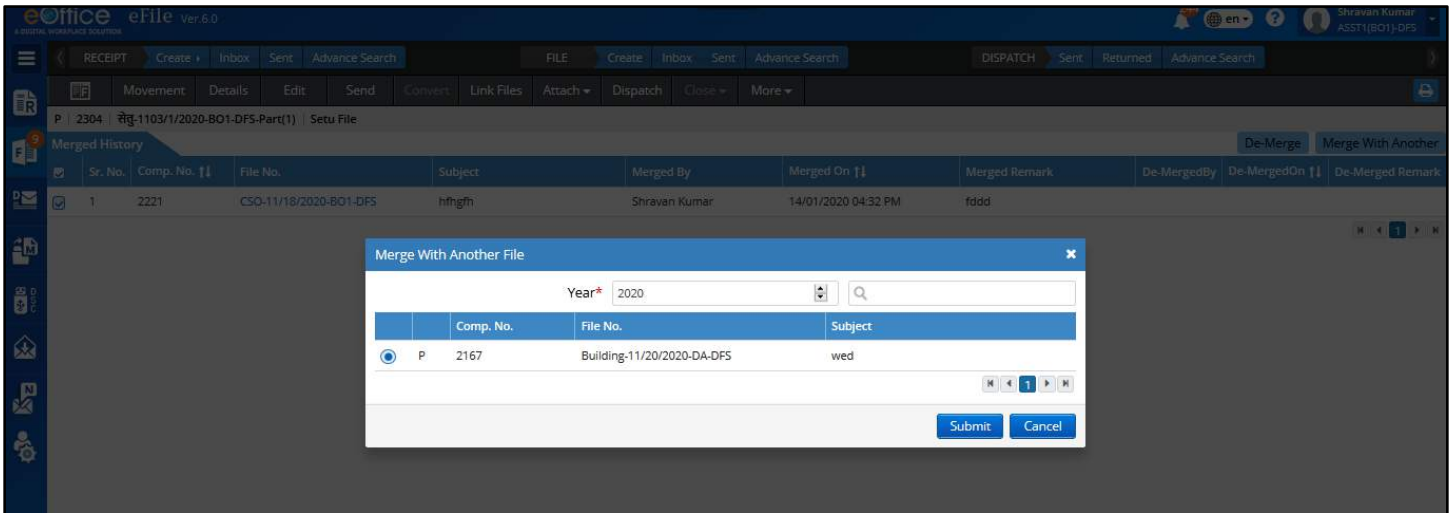 eOffice eFile Ver.6.0 en ? Shravan Kumar
A DIGITAL WORKPLACE SOLUTION ASST1(BO1)-DFS
RECEIPT Create Inbox Sent Advance Search FILE Create Inbox Sent Advance Search DISPATCH Sent Returned Advance Search
F Movement Details Edit Send Convert Link Files Attach Dispatch Close More
R
P 2304 सेतु-1103/1/2020-BO1-DFS-Part(1) Setu File
F 9 Merged History De-Merge Merge With Another
Sr. No. Comp. No. File No. Subject Merged By Merged On Merged Remark De-MergedBy De-MergedOn De-Merged Remark
D 1 2221 CSO-11/18/2020-BO1-DFS hfhgfh Shravan Kumar 14/01/2020 04:32 PM fddd
1
M
Merge With Another File
Year* 2020
DSC
Comp. No. File No. Subject
P 2167 Building-11/20/2020-DA-DFS wed
1
N
Submit Cancel